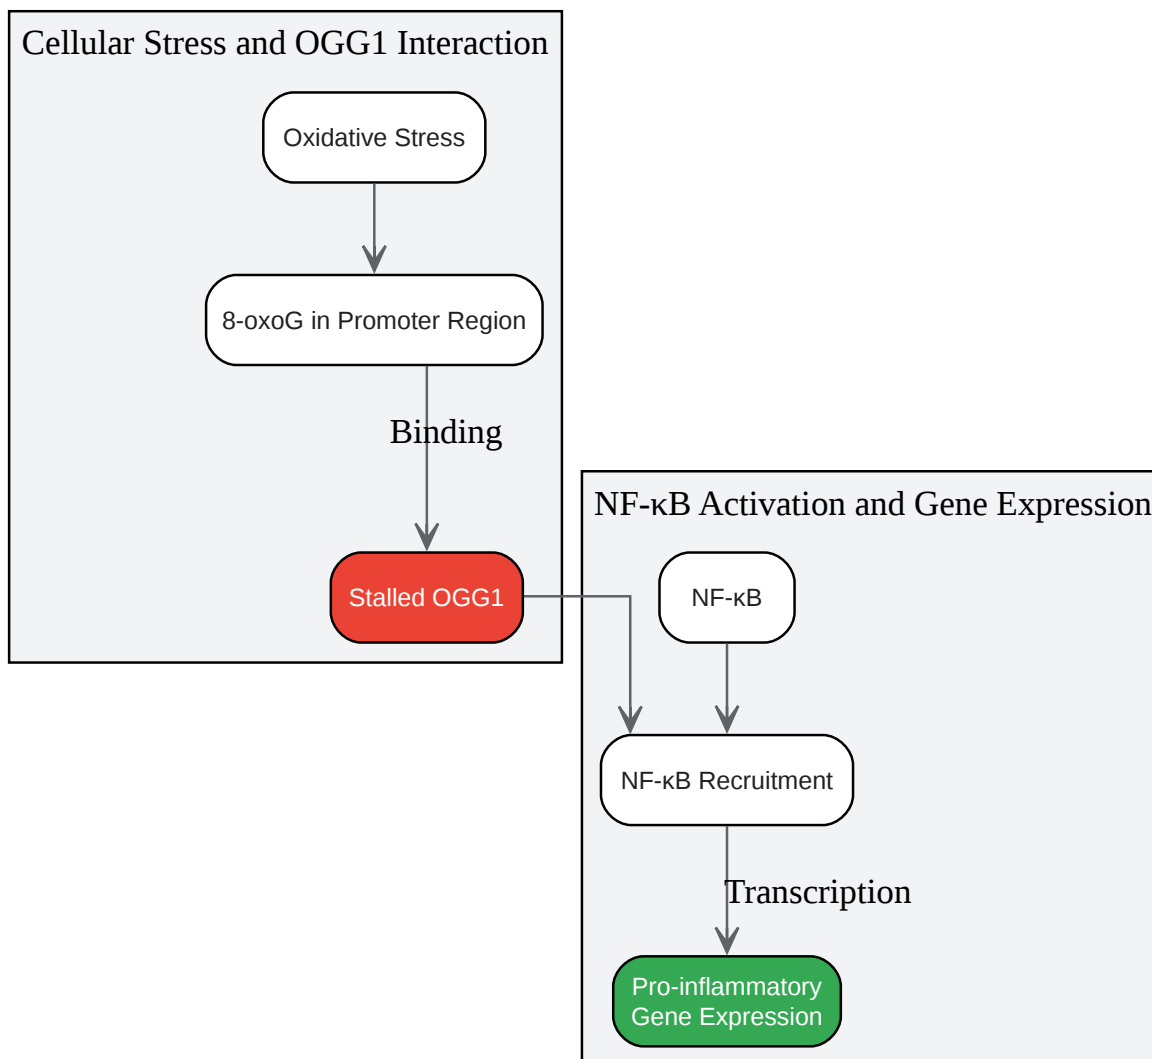 Cellular Stress and OGG1 Interaction
Oxidative Stress
8-oxoG in Promoter Region
Binding
Stalled OGG1
NF-κB Activation and Gene Expression
NF-κB
NF-κB Recruitment
Transcription
Pro-inflammatory
Gene Expression